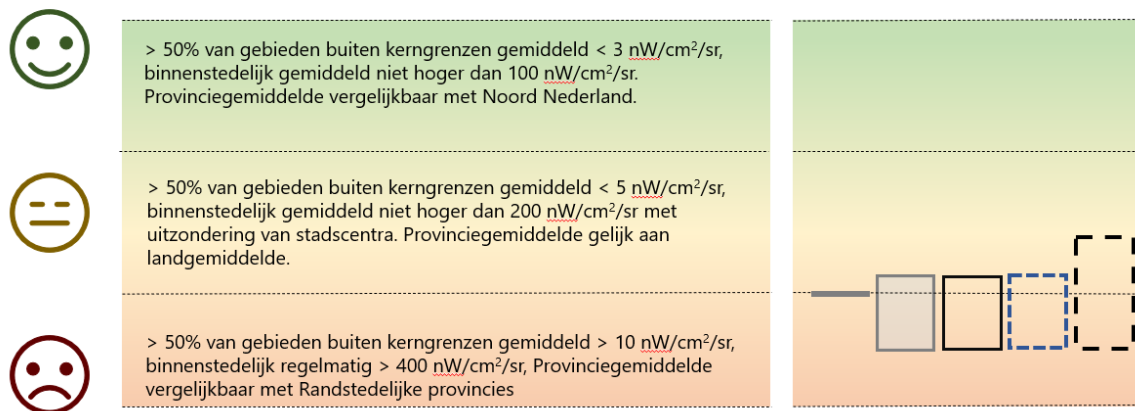 > 50% van gebieden buiten kerngrenzen gemiddeld < 3 nW/cm²/sr,
binnenstedelijk gemiddeld niet hoger dan 100 nW/cm²/sr.
Provinciegemiddelde vergelijkbaar met Noord Nederland.
> 50% van gebieden buiten kerngrenzen gemiddeld < 5 nW/cm²/sr,
binnenstedelijk gemiddeld niet hoger dan 200 nW/cm²/sr met
uitzondering van stadscentra. Provinciegemiddelde gelijk aan
landgemiddelde.
> 50% van gebieden buiten kerngrenzen gemiddeld > 10 nW/cm²/sr,
binnenstedelijk regelmatig > 400 nW/cm²/sr, Provinciegemiddelde
vergelijkbaar met Randstedelijke provincies